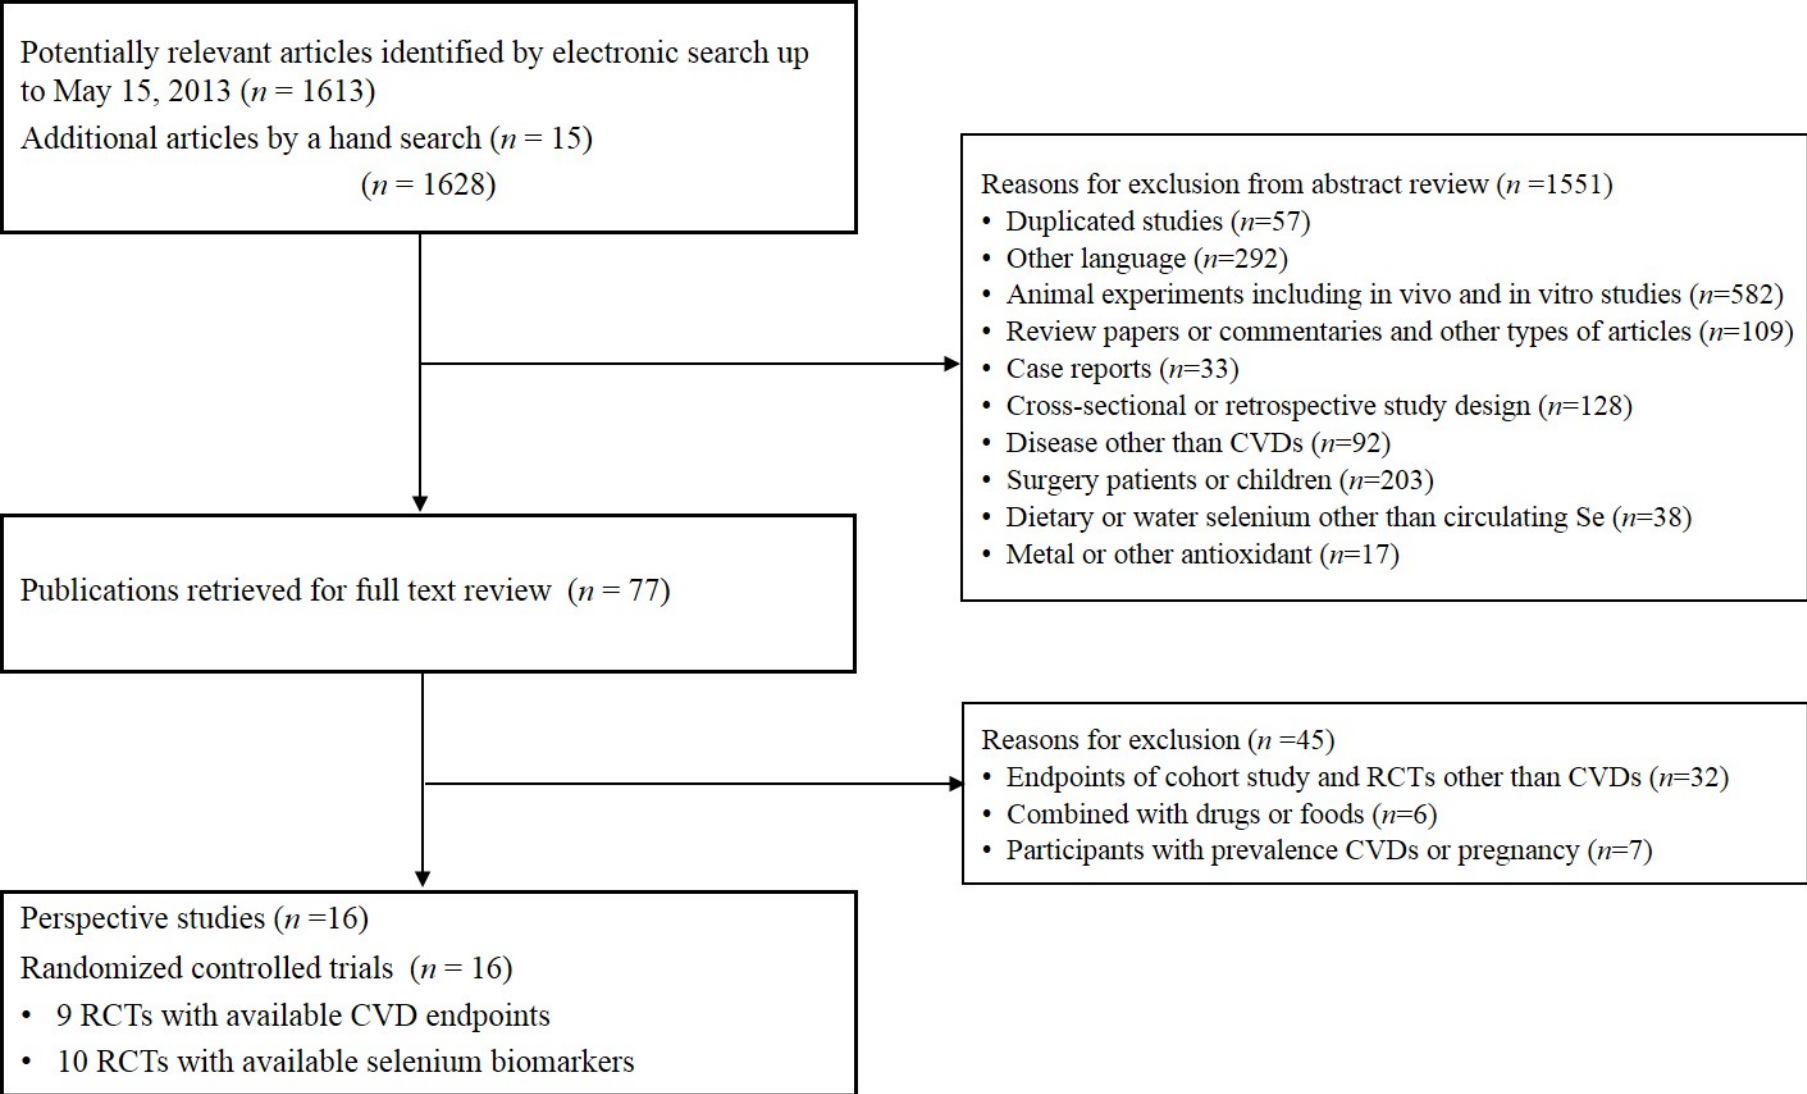 Potentially relevant articles identified by electronic search up
to May 15, 2013 (n = 1613)
Additional articles by a hand search (n = 15)
(n = 1628)
Reasons for exclusion from abstract review (n =1551)
• Duplicated studies (n=57)
• Other language (n=292)
• Animal experiments including in vivo and in vitro studies (n=582)
• Review papers or commentaries and other types of articles (n=109)
• Case reports (n=33)
• Cross-sectional or retrospective study design (n=128)
• Disease other than CVDs (n=92)
• Surgery patients or children (n=203)
• Dietary or water selenium other than circulating Se (n=38)
• Metal or other antioxidant (n=17)
Publications retrieved for full text review (n = 77)
Reasons for exclusion (n =45)
• Endpoints of cohort study and RCTs other than CVDs (n=32)
• Combined with drugs or foods (n=6)
• Participants with prevalence CVDs or pregnancy (n=7)
Perspective studies (n =16)
Randomized controlled trials (n = 16)
• 9 RCTs with available CVD endpoints
• 10 RCTs with available selenium biomarkers